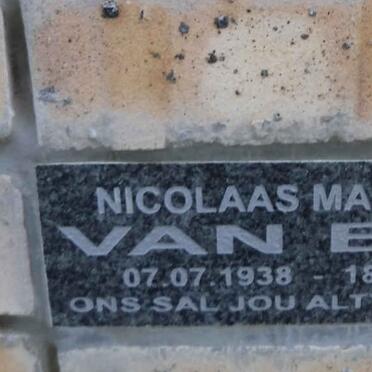 NICOLAAS MA
VAN
07.07.1938 - 18
ONS SAL JOU ALT